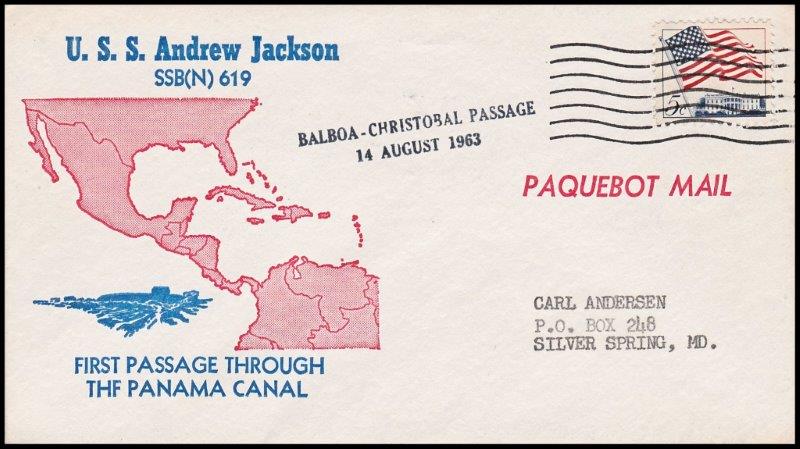 U. S. S. Andrew Jackson
SSB(N) 619
BALBOA-CHRISTOBAL PASSAGE
14 AUGUST 1963
5c
PAQUEBOT MAIL
CARL ANDERSEN
P.O. BOX 248
SILVER SPRING, MD.
FIRST PASSAGE THROUGH
THF PANAMA CANAL